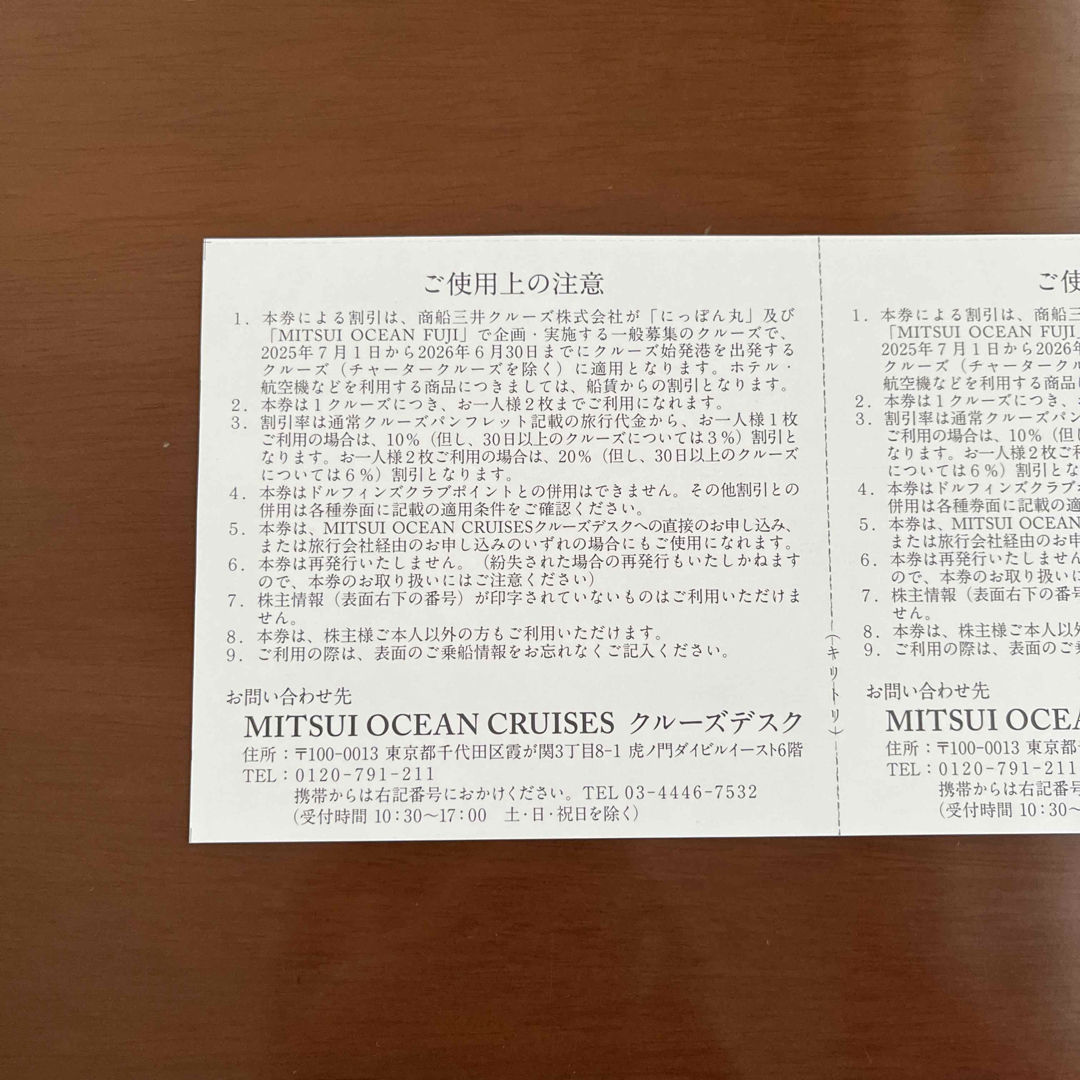 ご使用上の注意
1．本券による割引は、商船三井クルーズ株式会社が「にっぽん丸」及び
「MITSUI OCEAN FUJI」で企画・実施する一般募集のクルーズで、
2025年７月１日から2026年６月30日までにクルーズ始発港を出発する
クルーズ（チャータークルーズを除く）に適用となります。ホテル・
航空機などを利用する商品につきましては、船賃からの割引となります。
2．本券は１クルーズにつき、お一人様２枚までご利用になれます。
3．割引率は通常クルーズパンフレット記載の旅行代金から、お一人様１枚
ご利用の場合は、10％（但し、30日以上のクルーズについては３％）割引と
なります。お一人様２枚ご利用の場合は、20％（但し、30日以上のクルーズ
については６％）割引となります。
4．本券はドルフィンズクラブポイントとの併用はできません。その他割引との
併用は各種券面に記載の適用条件をご確認ください。
5．本券は、MITSUI OCEAN CRUISESクルーズデスクへの直接のお申し込み、
または旅行会社経由のお申し込みのいずれの場合にもご使用になれます。
6．本券は再発行いたしません。（紛失された場合の再発行もいたしかねます
ので、本券のお取り扱いにはご注意ください）
7．株主情報（表面右下の番号）が印字されていないものはご利用いただけま
せん。
8．本券は、株主様ご本人以外の方もご利用いただけます。
9．ご利用の際は、表面のご乗船情報をお忘れなくご記入ください。
お問い合わせ先
MITSUI OCEAN CRUISES クルーズデスク
住所：〒100-0013 東京都千代田区霞が関3丁目8-1 虎ノ門ダイビルイースト6階
TEL：0120-791-211
携帯からは右記番号におかけください。TEL 03-4446-7532
（受付時間 10:30〜17:00　土・日・祝日を除く）
（キリトリ）
ご使
1．本券による割引は、商船三
「MITSUI OCEAN FUJI
2025年７月１日から2026年
クルーズ（チャータークル
航空機などを利用する商品に
2．本券は１クルーズにつき、
3．割引率は通常クルーズパン
ご利用の場合は、10％（但し
なります。お一人様２枚ご利
については６％）割引とな
4．本券はドルフィンズクラブポ
併用は各種券面に記載の適
5．本券は、MITSUI OCEAN
または旅行会社経由のお申
6．本券は再発行いたしません
ので、本券のお取り扱いに
7．株主情報（表面右下の番号
せん。
8．本券は、株主様ご本人以外
9．ご利用の際は、表面のご乗
お問い合わせ先
MITSUI OCEA
住所：〒100-0013 東京都千
TEL：0120-791-211
携帯からは右記番号
（受付時間 10:30〜